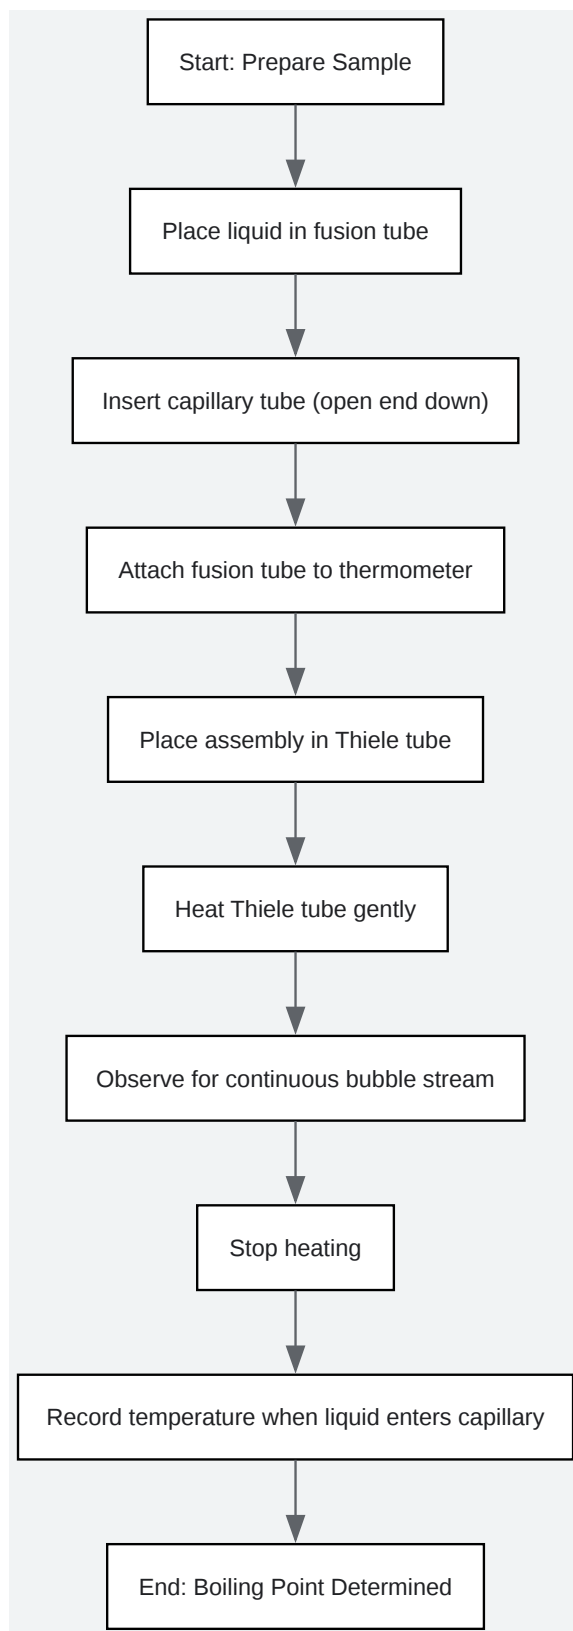 Start: Prepare Sample
Place liquid in fusion tube
Insert capillary tube (open end down)
Attach fusion tube to thermometer
Place assembly in Thiele tube
Heat Thiele tube gently
Observe for continuous bubble stream
Stop heating
Record temperature when liquid enters capillary
End: Boiling Point Determined